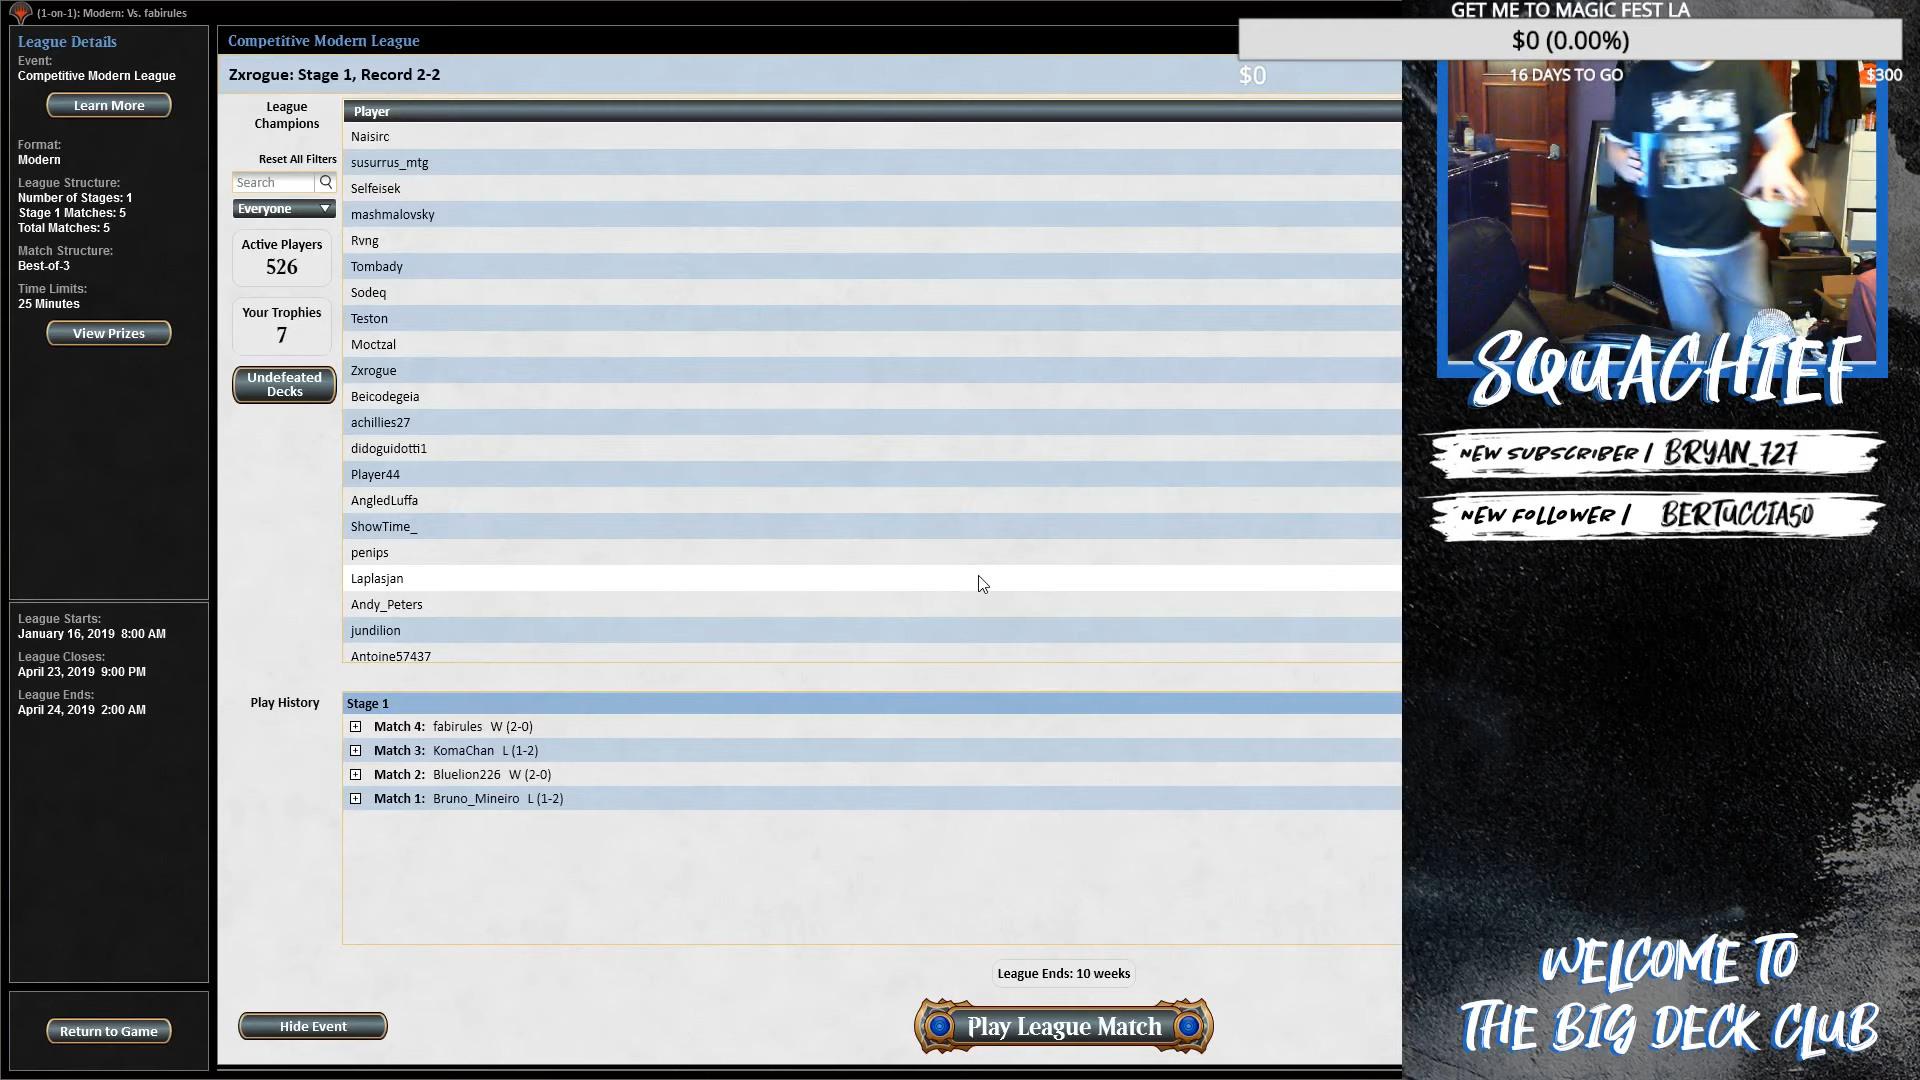 (1-on-1): Modern: Vs. fabirules
League Details
Event:
Competitive Modern League
Learn More
Format:
Modern
League Structure:
Number of Stages: 1
Stage 1 Matches: 5
Total Matches: 5
Match Structure:
Best-of-3
Time Limits:
25 Minutes
View Prizes
League Starts:
January 16, 2019 8:00 AM
League Closes:
April 23, 2019 9:00 PM
League Ends:
April 24, 2019 2:00 AM
Return to Game
Competitive Modern League
Zxrogue: Stage 1, Record 2-2
League
Champions
Reset All Filters
Search
Everyone
Active Players
526
Your Trophies
7
Undefeated
Decks
Player
Naisirc
susurrus_mtg
Selfeisek
mashmalovsky
Rvng
Tombady
Sodeq
Teston
Moctzal
Zxrogue
Beicodegeia
achillies27
didoguidotti1
Player44
AngledLuffa
ShowTime_
penips
Laplasjan
Andy_Peters
jundilion
Antoine57437
Play History
Stage 1
Match 4: fabirules W (2-0)
Match 3: KomaChan L (1-2)
Match 2: Bluelion226 W (2-0)
Match 1: Bruno_Mineiro L (1-2)
League Ends: 10 weeks
Hide Event
Play League Match
GET ME TO MAGIC FEST LA
$0 (0.00%)
$0
16 DAYS TO GO
$300
SQUACHIEF
NEW SUBSCRIBER / BRYAN_727
NEW FOLLOWER / BERTUCCIA50
WELCOME TO
THE BIG DECK CLUB